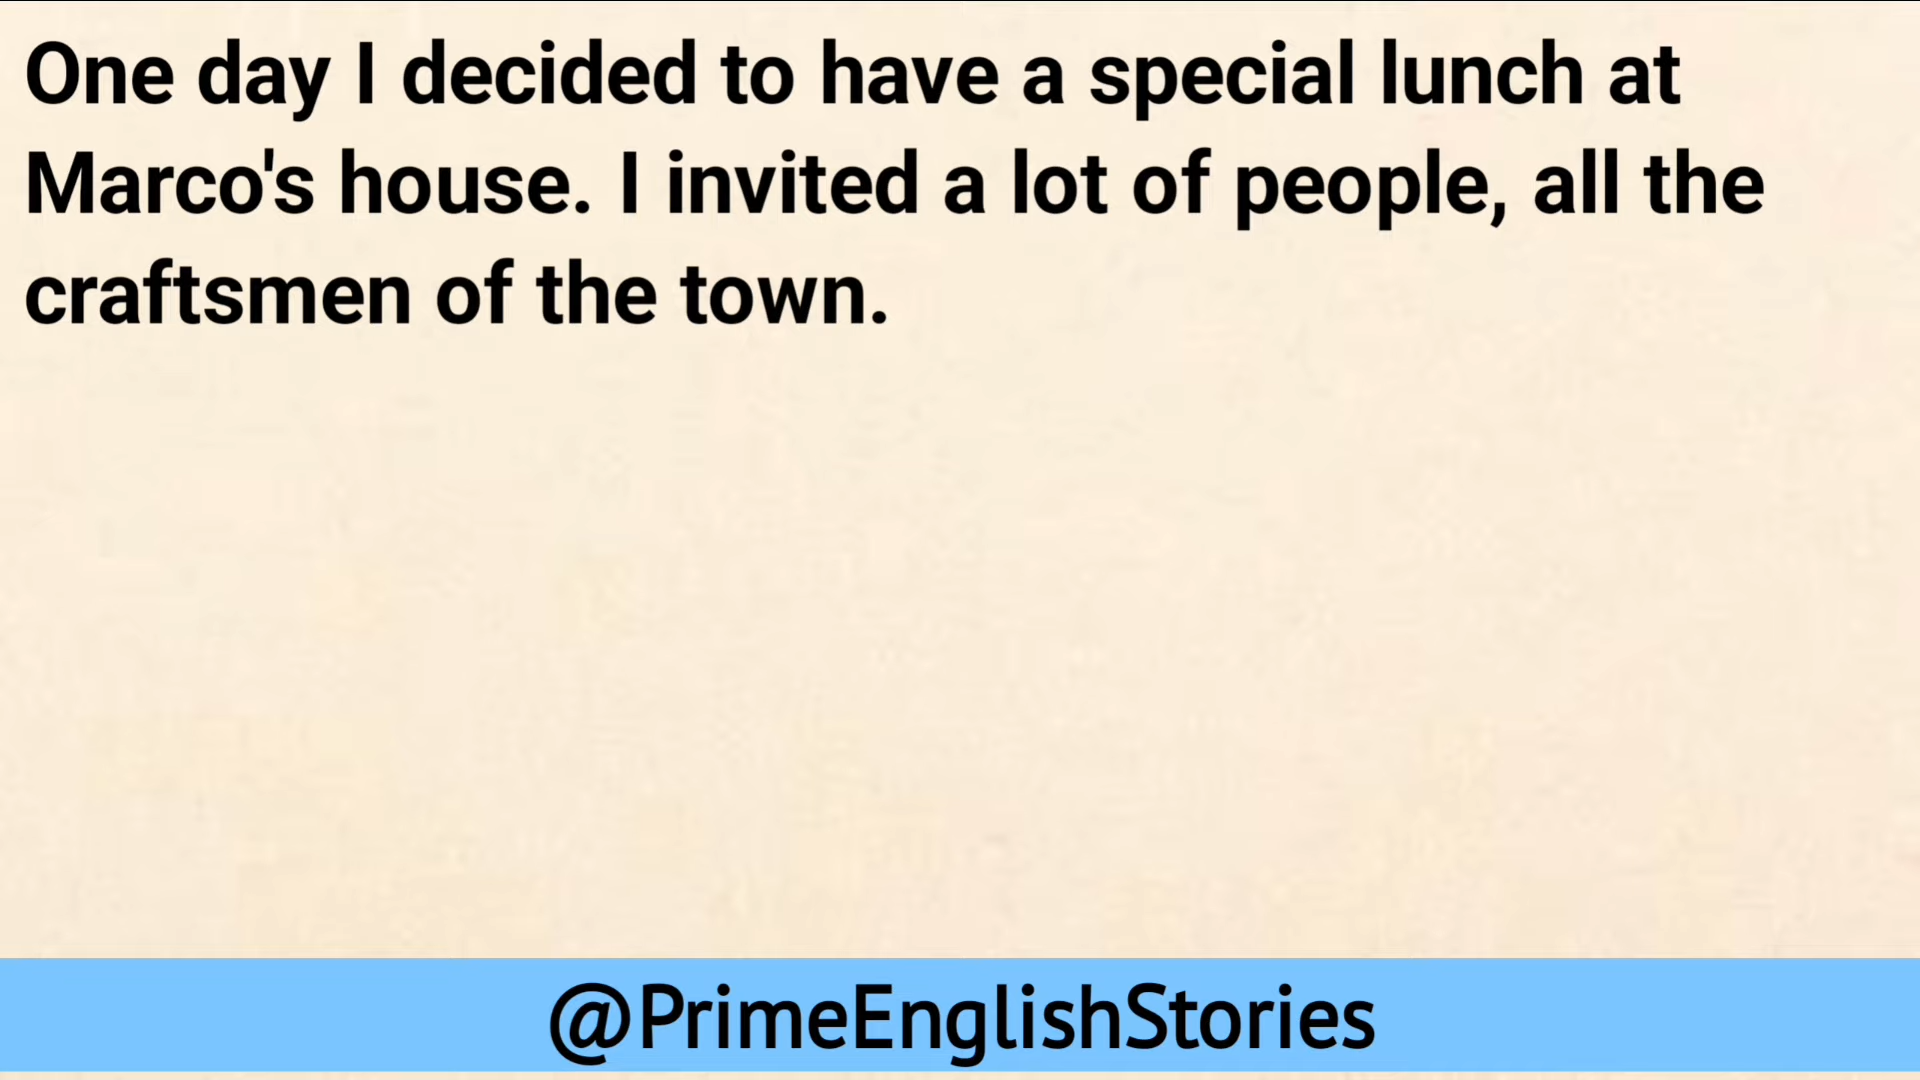 One day I decided to have a special lunch at
Marco's house. I invited a lot of people, all the
craftsmen of the town.
@PrimeEnglishStories